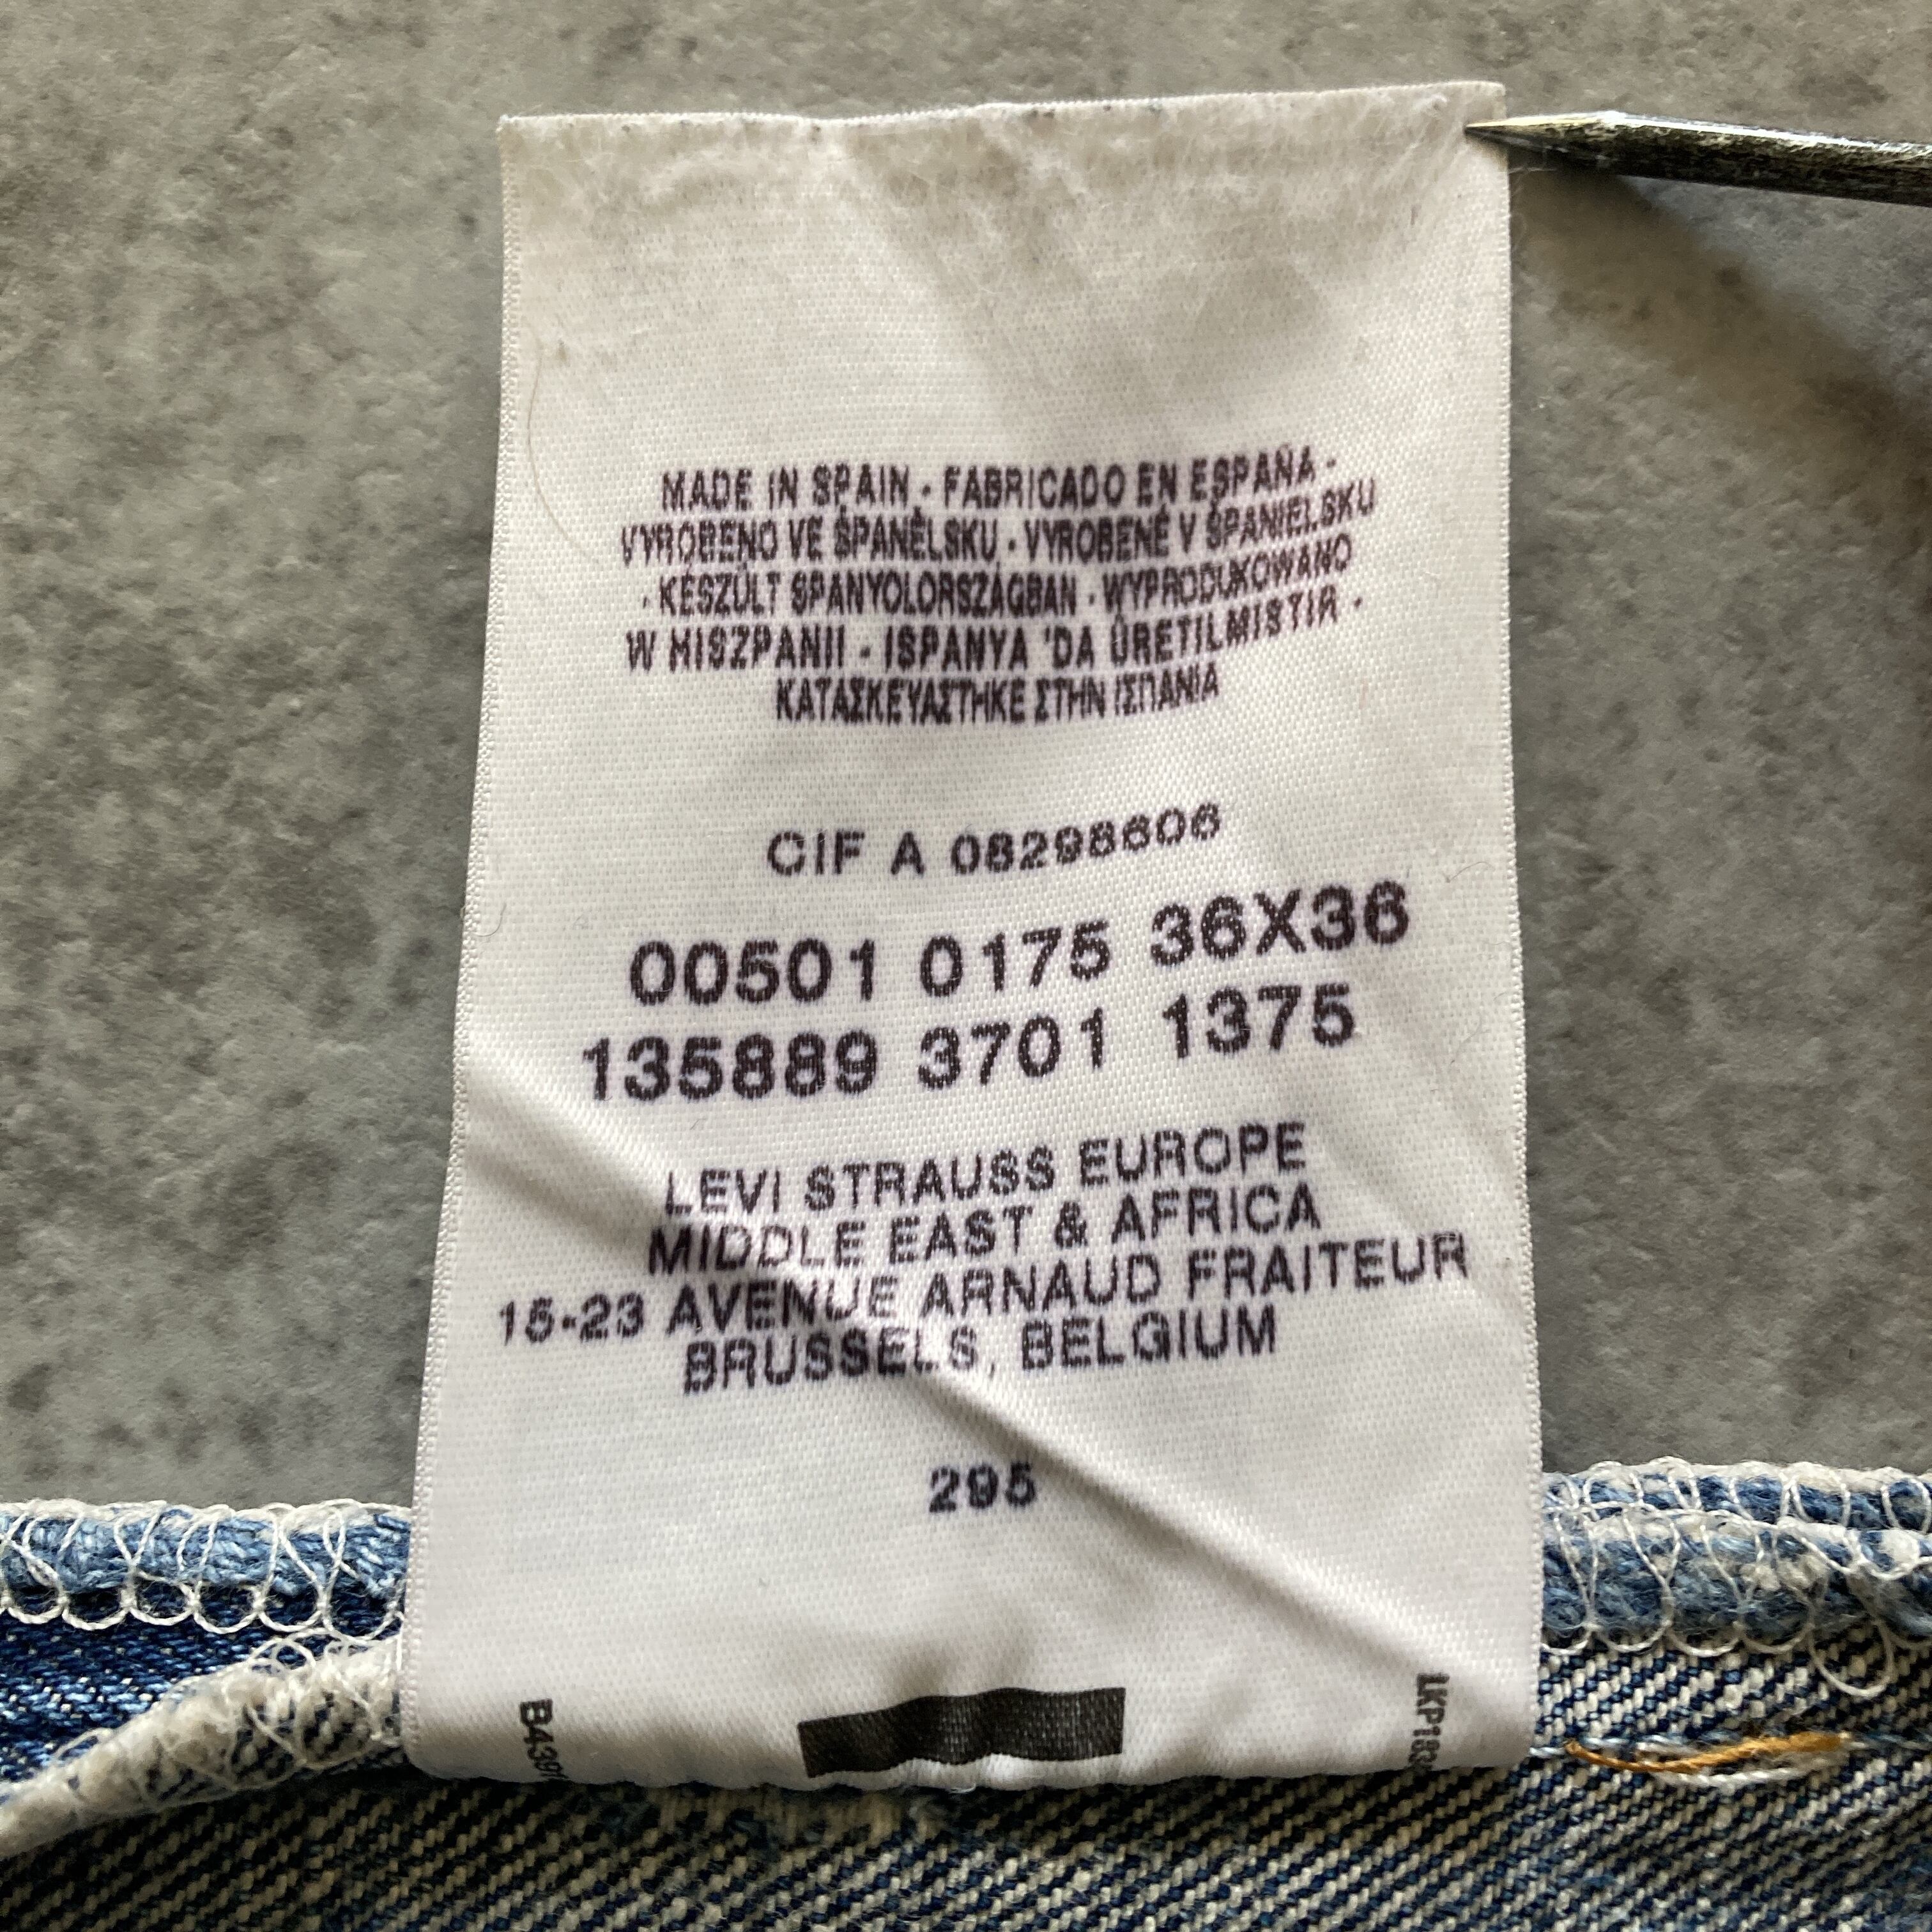 MADE IN SPAIN - FABRICADO EN ESPAÑA -
VYROBENO VE ŠPANĚLSKU - VYROBENÉ V ŠPANIELSKU
- KÉSZÜLT SPANYOLORSZÁGBAN - WYPRODUKOWANO
W HISZPANII - ISPANYA 'DA ÜRETILMISTIR -
ΚΑΤΑΣΚΕΥΑΣΤΗΚΕ ΣΤΗΝ ΙΣΠΑΝΙΑ
CIF A 08298606
00501 0175 36X36
135889 3701 1375
LEVI STRAUSS EUROPE
MIDDLE EAST & AFRICA
15-23 AVENUE ARNAUD FRAITEUR
BRUSSELS, BELGIUM
295